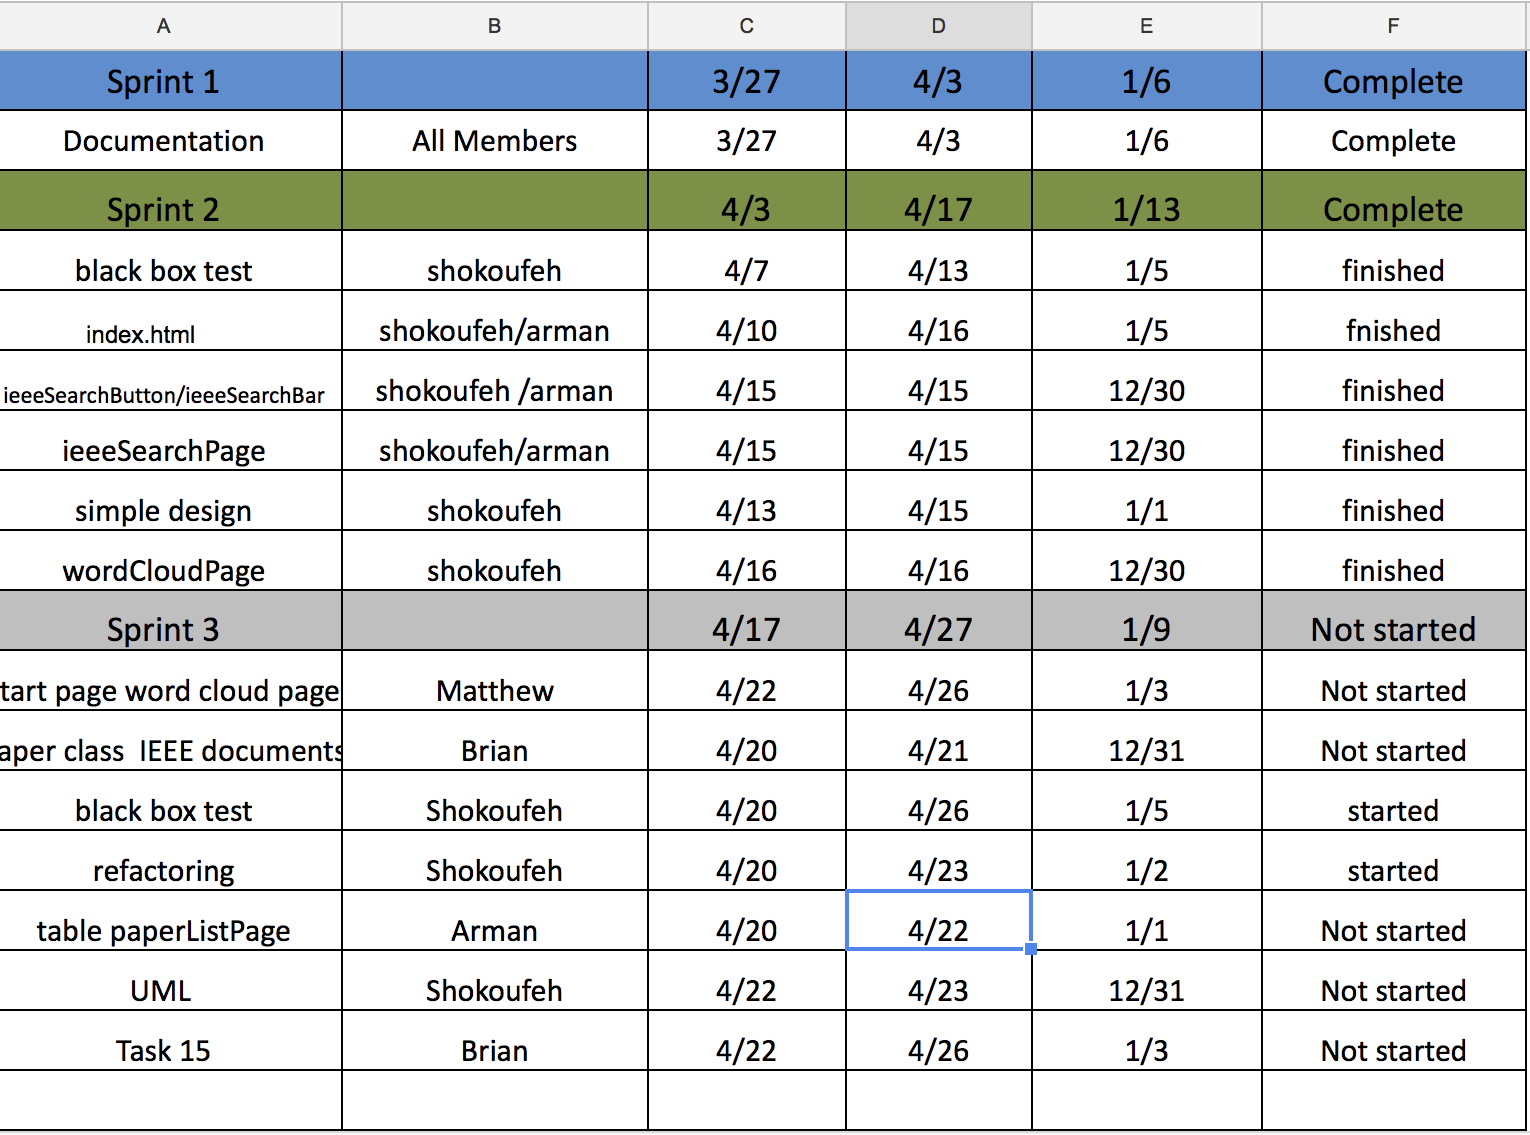 A B C D E F
Sprint 1 3/27 4/3 1/6 Complete
Documentation All Members 3/27 4/3 1/6 Complete
Sprint 2 4/3 4/17 1/13 Complete
black box test shokoufeh 4/7 4/13 1/5 finished
index.html shokoufeh/arman 4/10 4/16 1/5 fnished
ieeeSearchButton/ieeeSearchBar shokoufeh /arman 4/15 4/15 12/30 finished
ieeeSearchPage shokoufeh/arman 4/15 4/15 12/30 finished
simple design shokoufeh 4/13 4/15 1/1 finished
wordCloudPage shokoufeh 4/16 4/16 12/30 finished
Sprint 3 4/17 4/27 1/9 Not started
tart page word cloud page Matthew 4/22 4/26 1/3 Not started
aper class IEEE documents Brian 4/20 4/21 12/31 Not started
black box test Shokoufeh 4/20 4/26 1/5 started
refactoring Shokoufeh 4/20 4/23 1/2 started
table paperListPage Arman 4/20 4/22 1/1 Not started
UML Shokoufeh 4/22 4/23 12/31 Not started
Task 15 Brian 4/22 4/26 1/3 Not started